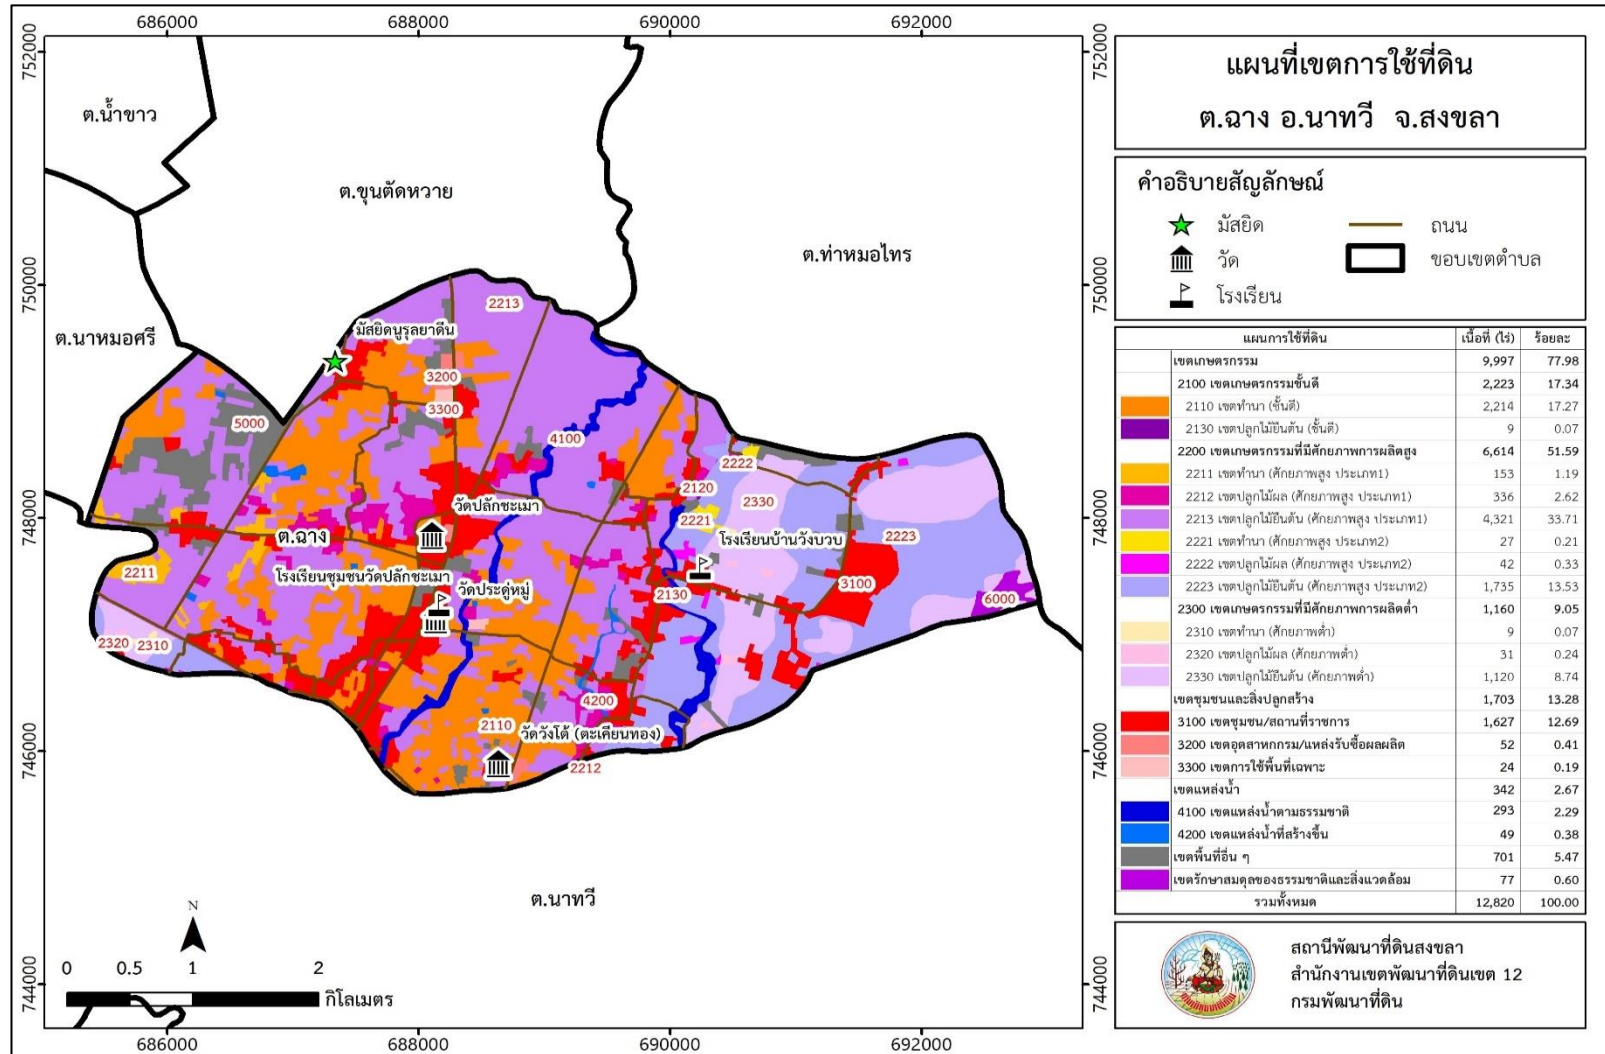 686000 688000 690000 692000
752000 750000 748000 746000 744000
752000 750000 748000 746000 744000
ต.น้ำขาว
ต.ขุนตัดหวาย
ต.ท่าหมอไทร
ต.นาหมอศรี
2213
มัสยิดนูรุลยาดีน
3200
3300
5000
4100
2222
2120
2330
วัดปลักชะเมา
2221
ต.ฉาง
โรงเรียนบ้านวังบวบ
2223
2211
โรงเรียนชุมชนวัดปลักชะเมา
วัดประดู่หมู่
2130
3100
6000
2320
2310
4200
2110
วัดวังโต้ (ตะเคียนทอง)
2212
ต.นาทวี
N
0 0.5 1 2
กิโลเมตร
686000 688000 690000 692000
แผนที่เขตการใช้ที่ดิน
ต.ฉาง อ.นาทวี จ.สงขลา
คำอธิบายสัญลักษณ์
มัสยิด ถนน
วัด ขอบเขตตำบล
โรงเรียน
แผนการใช้ที่ดิน เนื้อที่ (ไร่) ร้อยละ
เขตเกษตรกรรม 9,997 77.98
2100 เขตเกษตรกรรมชั้นดี 2,223 17.34
2110 เขตทำนา (ชั้นดี) 2,214 17.27
2130 เขตปลูกไม้ยืนต้น (ชั้นดี) 9 0.07
2200 เขตเกษตรกรรมที่มีศักยภาพการผลิตสูง 6,614 51.59
2211 เขตทำนา (ศักยภาพสูง ประเภท1) 153 1.19
2212 เขตปลูกไม้ผล (ศักยภาพสูง ประเภท1) 336 2.62
2213 เขตปลูกไม้ยืนต้น (ศักยภาพสูง ประเภท1) 4,321 33.71
2221 เขตทำนา (ศักยภาพสูง ประเภท2) 27 0.21
2222 เขตปลูกไม้ผล (ศักยภาพสูง ประเภท2) 42 0.33
2223 เขตปลูกไม้ยืนต้น (ศักยภาพสูง ประเภท2) 1,735 13.53
2300 เขตเกษตรกรรมที่มีศักยภาพการผลิตต่ำ 1,160 9.05
2310 เขตทำนา (ศักยภาพต่ำ) 9 0.07
2320 เขตปลูกไม้ผล (ศักยภาพต่ำ) 31 0.24
2330 เขตปลูกไม้ยืนต้น (ศักยภาพต่ำ) 1,120 8.74
เขตชุมชนและสิ่งปลูกสร้าง 1,703 13.28
3100 เขตชุมชน/สถานที่ราชการ 1,627 12.69
3200 เขตอุตสาหกกรม/แหล่งรับซื้อผลผลิต 52 0.41
3300 เขตการใช้พื้นที่เฉพาะ 24 0.19
เขตแหล่งน้ำ 342 2.67
4100 เขตแหล่งน้ำตามธรรมชาติ 293 2.29
4200 เขตแหล่งน้ำที่สร้างขึ้น 49 0.38
เขตพื้นที่อื่น ๆ 701 5.47
เขตรักษาสมดุลของธรรมชาติและสิ่งแวดล้อม 77 0.60
รวมทั้งหมด 12,820 100.00
สถานีพัฒนาที่ดินสงขลา
สำนักงานเขตพัฒนาที่ดินเขต 12
กรมพัฒนาที่ดิน